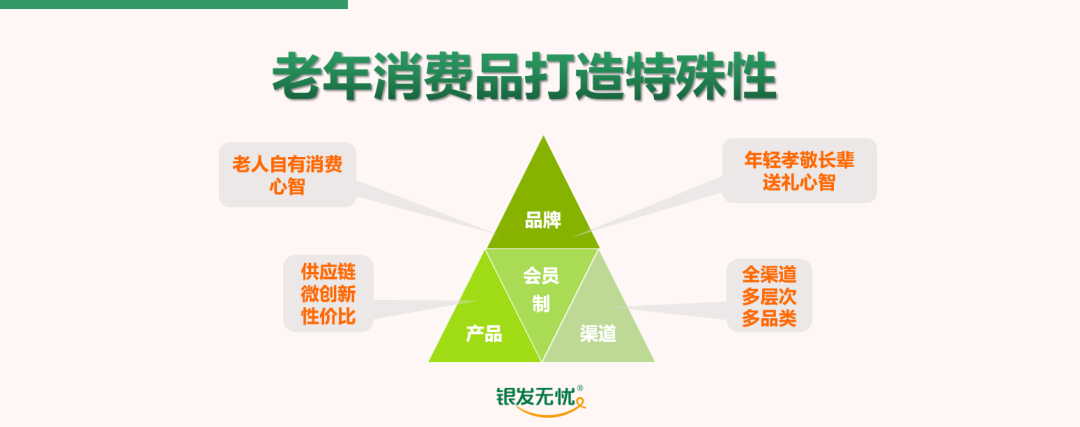 老年消费品打造特殊性
老人自有消费
心智
年轻孝敬长辈
送礼心智
品牌
供应链
微创新
性价比
会员
制
全渠道
多层次
多品类
产品
渠道
银发无忧®